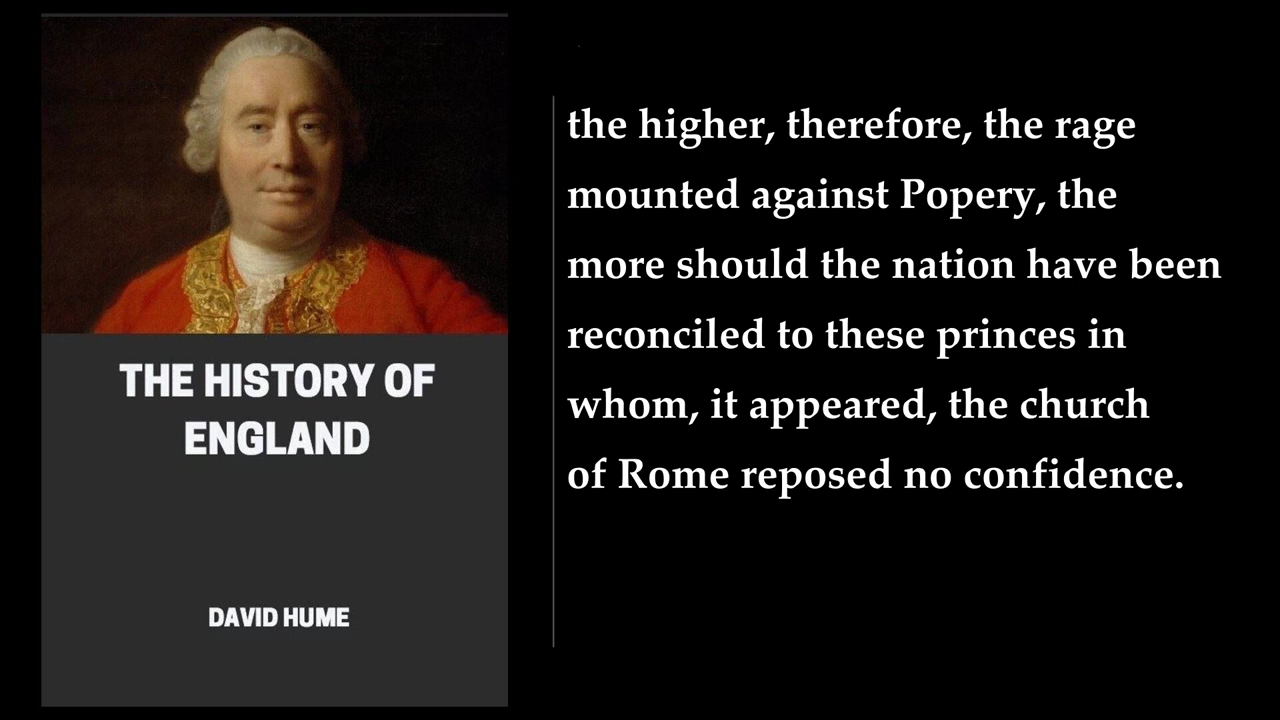 THE HISTORY OF
ENGLAND
DAVID HUME
the higher, therefore, the rage
mounted against Popery, the
more should the nation have been
reconciled to these princes in
whom, it appeared, the church
of Rome reposed no confidence.